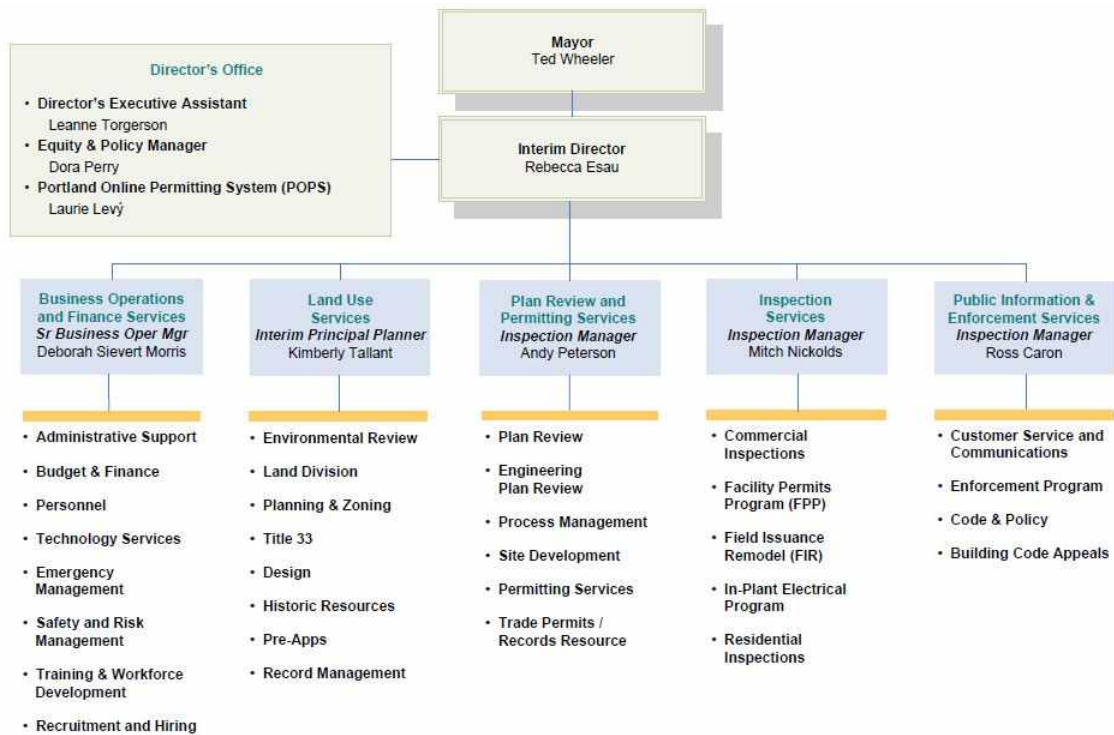 Mayor
Ted Wheeler
Director's Office
• Director's Executive Assistant
Leanne Torgerson
• Equity & Policy Manager
Dora Perry
• Portland Online Permitting System (POPS)
Laurie Levý
Interim Director
Rebecca Esau
Business Operations
and Finance Services
Sr Business Oper Mgr
Deborah Sievert Morris
• Administrative Support
• Budget & Finance
• Personnel
• Technology Services
• Emergency
Management
• Safety and Risk
Management
• Training & Workforce
Development
• Recruitment and Hiring
Land Use
Services
Interim Principal Planner
Kimberly Tallant
• Environmental Review
• Land Division
• Planning & Zoning
• Title 33
• Design
• Historic Resources
• Pre-Apps
• Record Management
Plan Review and
Permitting Services
Inspection Manager
Andy Peterson
• Plan Review
• Engineering
Plan Review
• Process Management
• Site Development
• Permitting Services
• Trade Permits /
Records Resource
Inspection
Services
Inspection Manager
Mitch Nickolds
• Commercial
Inspections
• Facility Permits
Program (FPP)
• Field Issuance
Remodel (FIR)
• In-Plant Electrical
Program
• Residential
Inspections
Public Information &
Enforcement Services
Inspection Manager
Ross Caron
• Customer Service and
Communications
• Enforcement Program
• Code & Policy
• Building Code Appeals